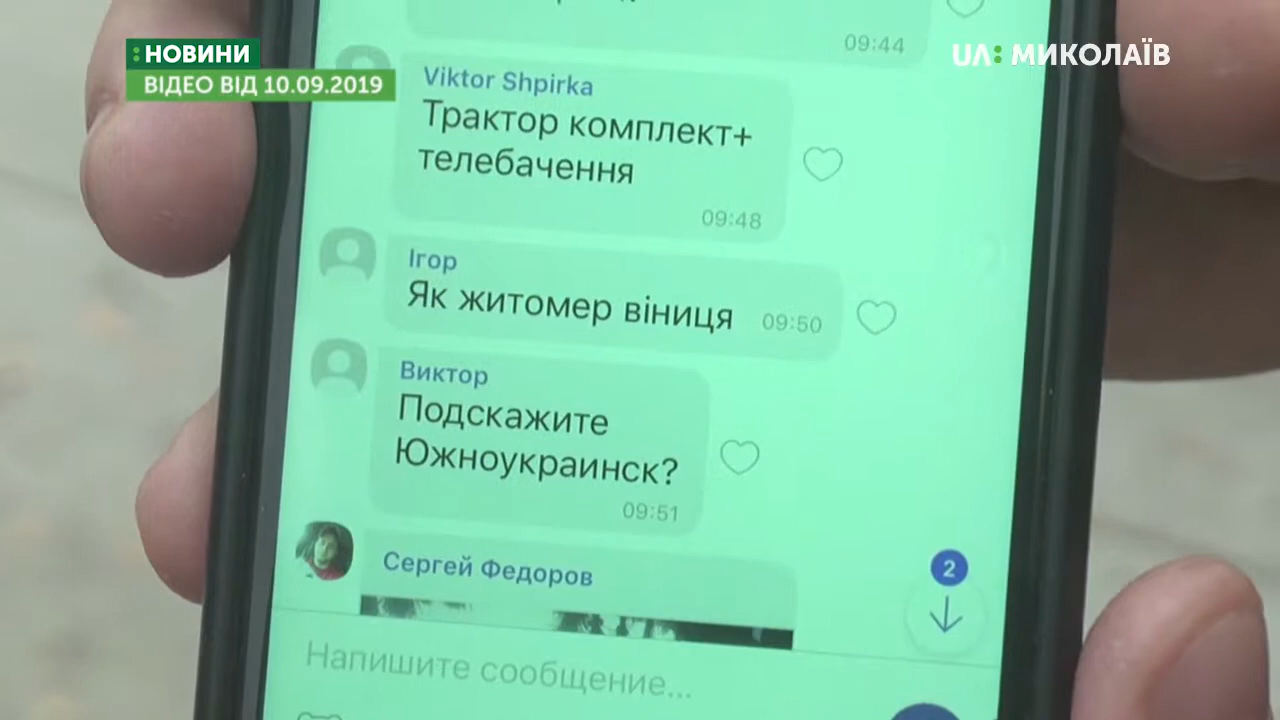 НОВИНИ
ВІДЕО ВІД 10.09.2019
UA: МИКОЛАЇВ
09:44
Viktor Shpirka
Трактор комплект+
телебачення
09:48
Ігор
Як житомер віниця 09:50
Виктор
Подскажите
Южноукраинск?
09:51
Сергей Федоров
2
Напишите сообщение...